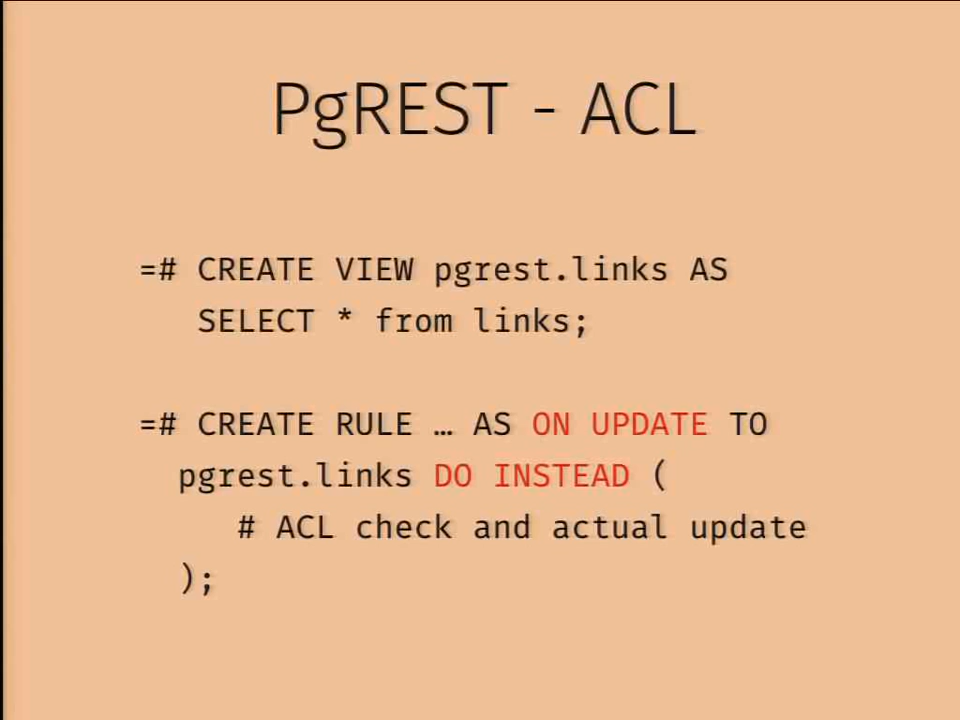 PgREST - ACL
=# CREATE VIEW pgrest.links AS
SELECT * from links;
=# CREATE RULE … AS ON UPDATE TO
pgrest.links DO INSTEAD (
# ACL check and actual update
);